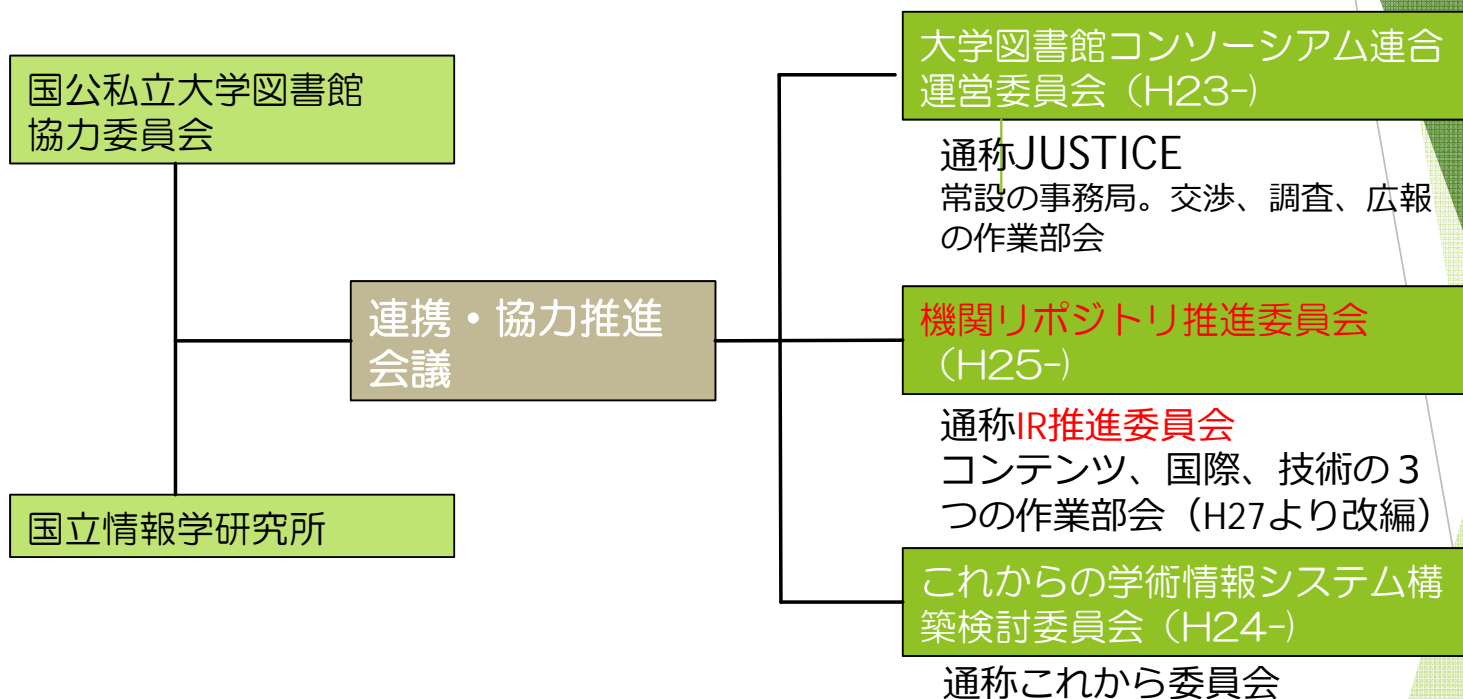 国公私立大学図書館
協力委員会
国立情報学研究所
連携・協力推進
会議
大学図書館コンソーシアム連合
運営委員会（H23-）
通称JUSTICE
常設の事務局。交渉、調査、広報
の作業部会
機関リポジトリ推進委員会
（H25-）
通称IR推進委員会
コンテンツ、国際、技術の３
つの作業部会（H27より改編）
これからの学術情報システム構
築検討委員会（H24-）
通称これから委員会